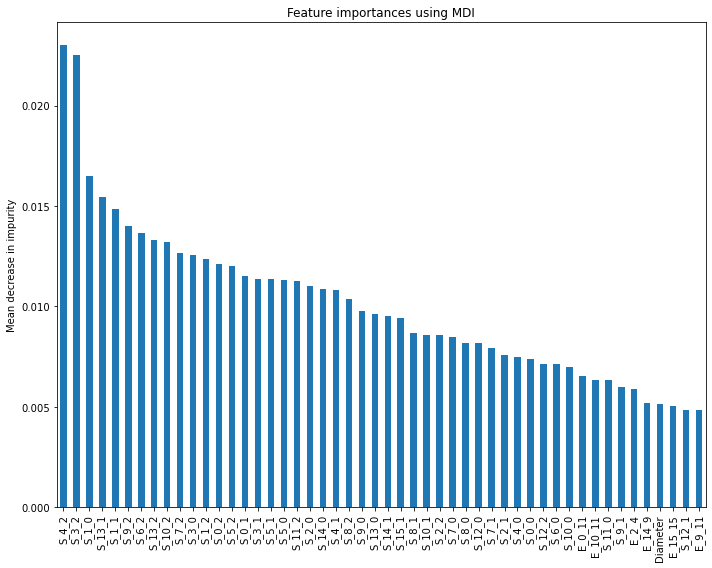 Feature importances using MDI
Mean decrease in impurity
0.020
0.015
0.010
0.005
0.000
S_4_2
S_3_2
S_1_0
S_13_1
S_1_1
S_9_2
S_6_2
S_13_2
S_10_2
S_7_2
S_3_0
S_1_2
S_0_2
S_5_2
S_0_1
S_3_1
S_5_1
S_5_0
S_11_2
S_2_0
S_14_0
S_4_1
S_8_2
S_9_0
S_13_0
S_14_1
S_15_1
S_8_1
S_10_1
S_2_2
S_7_0
S_8_0
S_12_0
S_7_1
S_2_1
S_4_0
S_0_0
S_12_2
S_6_0
S_10_0
E_0_11
E_10_11
S_11_0
S_9_1
E_2_4
E_14_9
Diameter
E_15_15
S_12_1
E_9_11